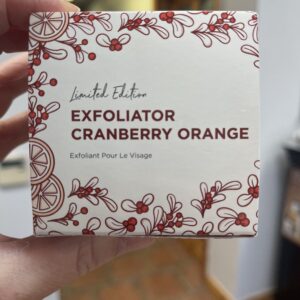 Limited Edition
EXFOLIATOR
CRANBERRY ORANGE
Exfoliant Pour Le Visage